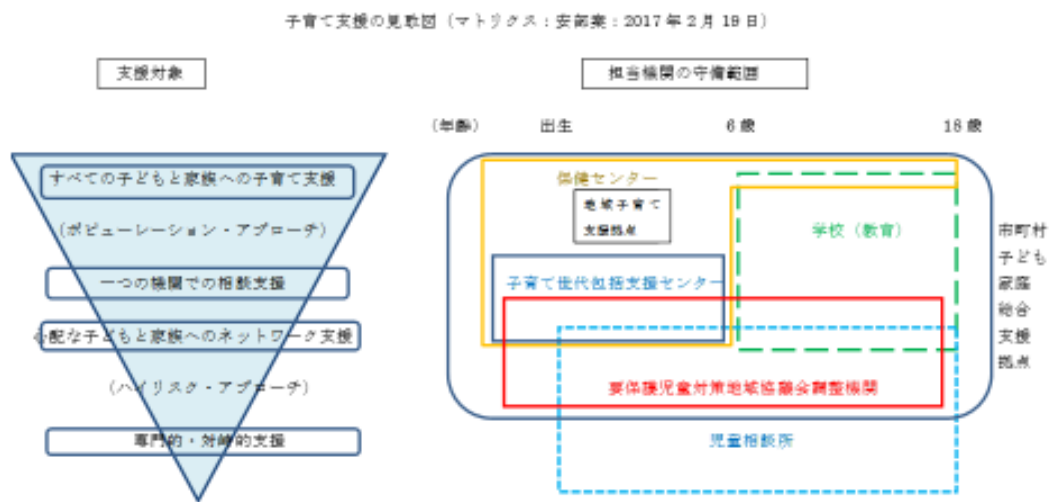 子育て支援の見取図（マトリクス：安部案：2017年2月19日）
支援対象
担当機関の守備範囲
（年齢）
出生
6歳
18歳
すべての子どもと家族への子育て支援
（ポピュレーション・アプローチ）
一つの機関での相談支援
心配な子どもと家族へのネットワーク支援
（ハイリスク・アプローチ）
専門的・対峙的支援
保健センター
地域子育て
支援拠点
学校（教育）
子育て世代包括支援センター
要保護児童対策地域協議会調整機関
児童相談所
市町村
子ども
家庭
総合
支援
拠点